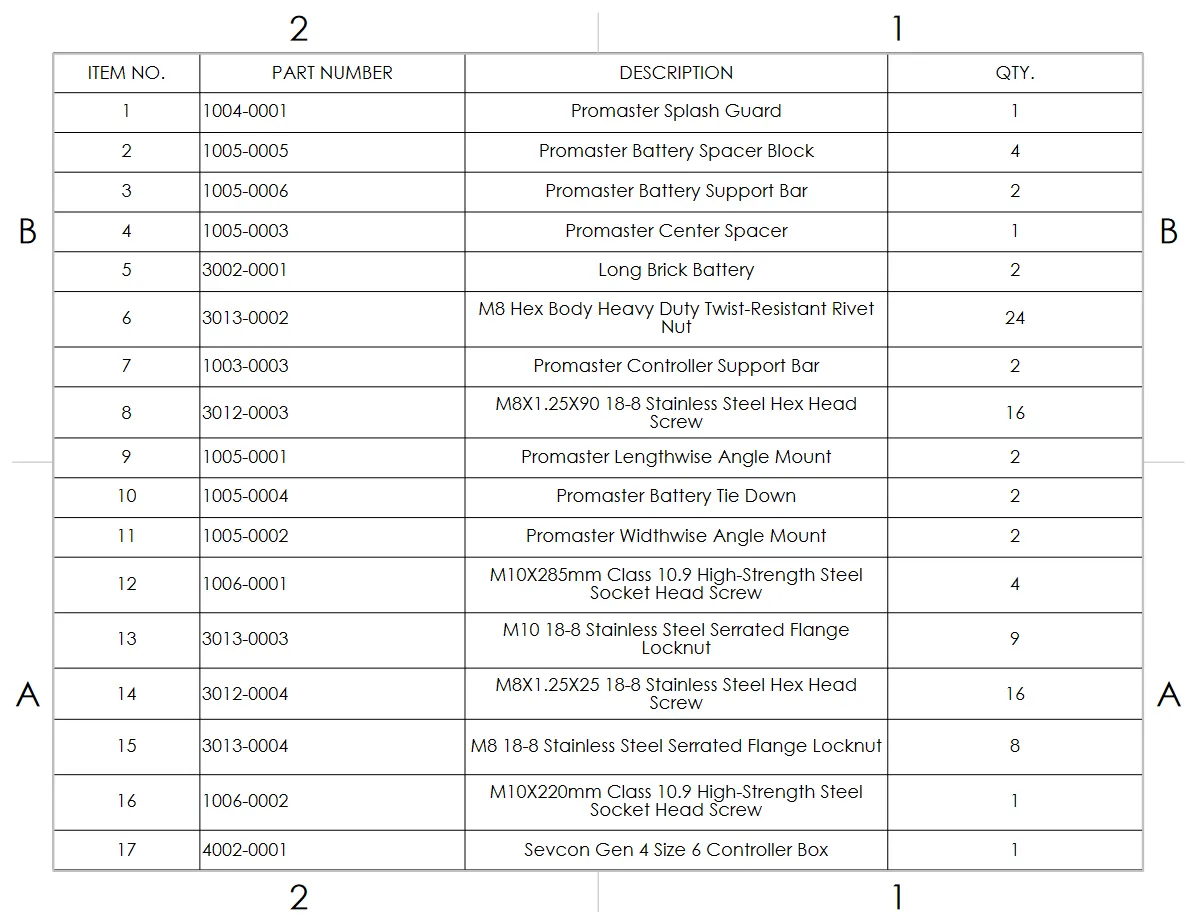 2 1
ITEM NO. PART NUMBER DESCRIPTION QTY.
1 1004-0001 Promaster Splash Guard 1
2 1005-0005 Promaster Battery Spacer Block 4
3 1005-0006 Promaster Battery Support Bar 2
B 4 1005-0003 Promaster Center Spacer 1 B
5 3002-0001 Long Brick Battery 2
6 3013-0002 M8 Hex Body Heavy Duty Twist-Resistant Rivet
Nut 24
7 1003-0003 Promaster Controller Support Bar 2
8 3012-0003 M8X1.25X90 18-8 Stainless Steel Hex Head
Screw 16
9 1005-0001 Promaster Lengthwise Angle Mount 2
10 1005-0004 Promaster Battery Tie Down 2
11 1005-0002 Promaster Widthwise Angle Mount 2
12 1006-0001 M10X285mm Class 10.9 High-Strength Steel
Socket Head Screw 4
13 3013-0003 M10 18-8 Stainless Steel Serrated Flange
Locknut 9
A 14 3012-0004 M8X1.25X25 18-8 Stainless Steel Hex Head
Screw 16 A
15 3013-0004 M8 18-8 Stainless Steel Serrated Flange Locknut 8
16 1006-0002 M10X220mm Class 10.9 High-Strength Steel
Socket Head Screw 1
17 4002-0001 Sevcon Gen 4 Size 6 Controller Box 1
2 1